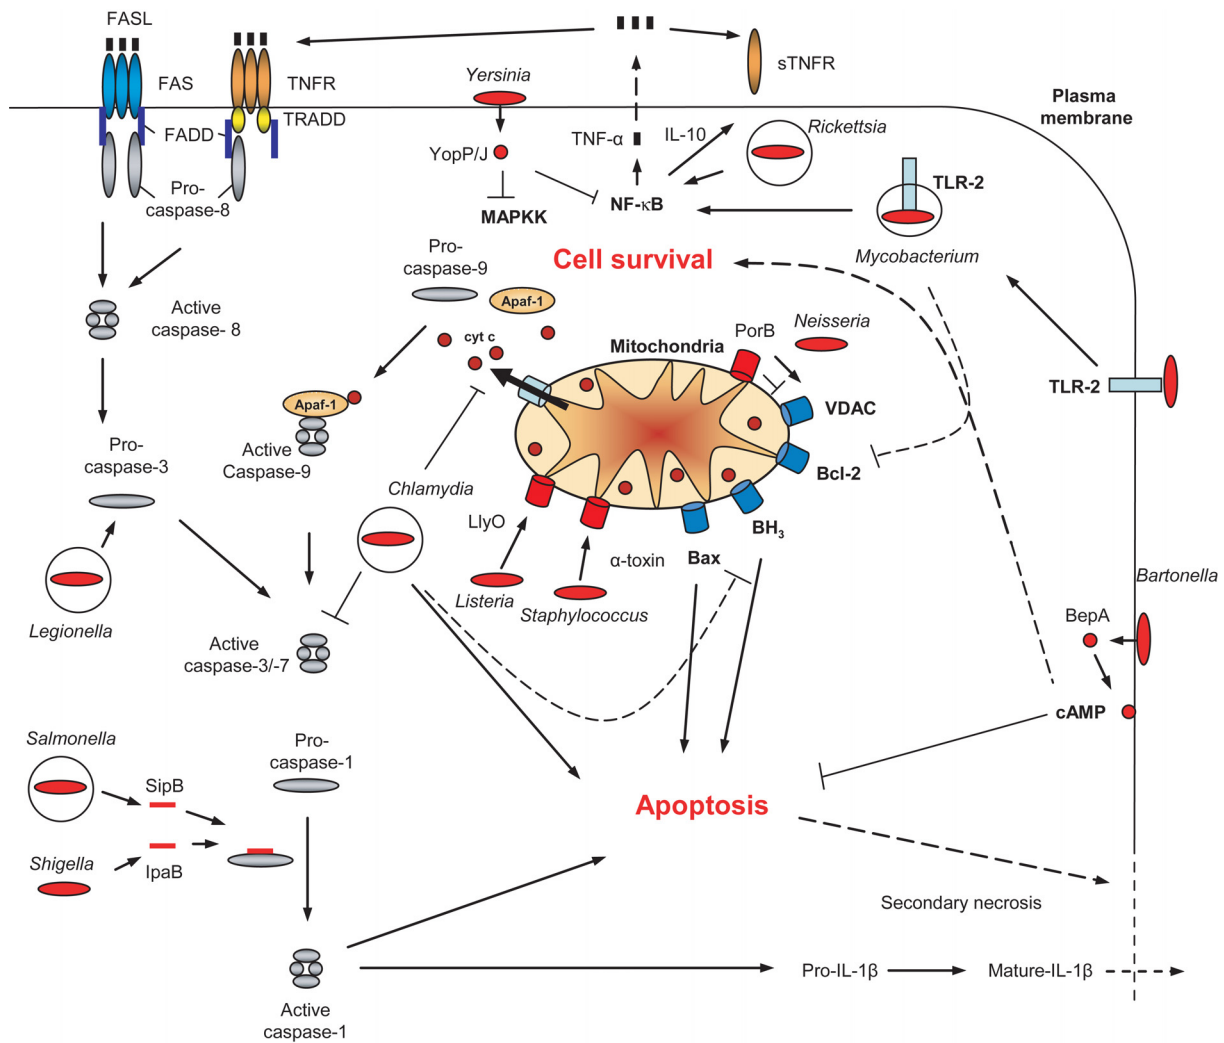 FASL
FAS
TNFR
TRADD
FADD
Pro-
caspase-8
Yersinia
YopP/J
MAPKK
TNF-α
IL-10
NF-κB
sTNFR
Rickettsia
Plasma
membrane
TLR-2
Mycobacterium
Cell survival
Pro-
caspase-9
Apaf-1
cyt c
Active
caspase- 8
Mitochondria
PorB
Neisseria
VDAC
Bcl-2
TLR-2
Apaf-1
Active
Caspase-9
Pro-
caspase-3
Chlamydia
LlyO
α-toxin
Bax
BH3
Listeria
Staphylococcus
Legionella
Active
caspase-3/-7
Bartonella
BepA
cAMP
Salmonella
SipB
Pro-
caspase-1
Shigella
IpaB
Apoptosis
Secondary necrosis
Active
caspase-1
Pro-IL-1β
Mature-IL-1β